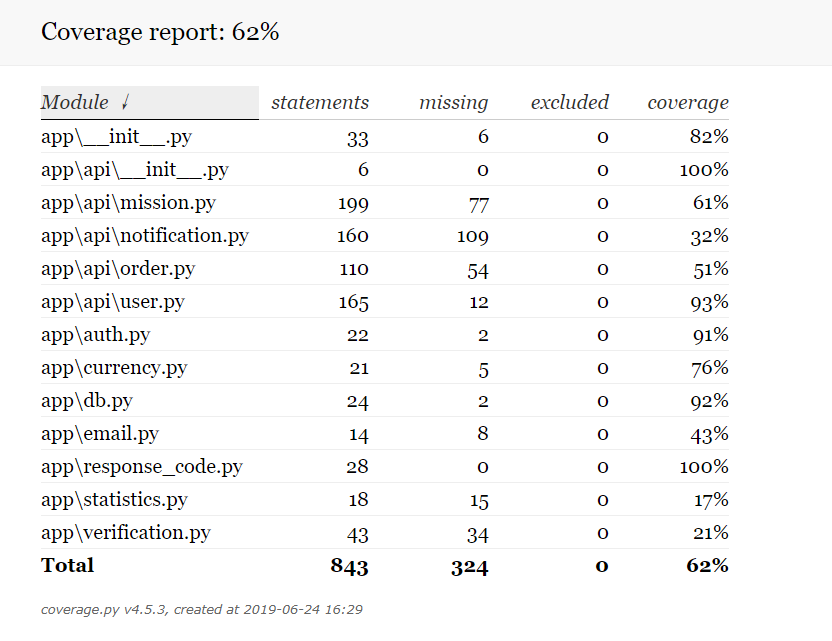 Coverage report: 62%
Module ↓ statements missing excluded coverage
app\__init__.py 33 6 0 82%
app\api\__init__.py 6 0 0 100%
app\api\mission.py 199 77 0 61%
app\api\notification.py 160 109 0 32%
app\api\order.py 110 54 0 51%
app\api\user.py 165 12 0 93%
app\auth.py 22 2 0 91%
app\currency.py 21 5 0 76%
app\db.py 24 2 0 92%
app\email.py 14 8 0 43%
app\response_code.py 28 0 0 100%
app\statistics.py 18 15 0 17%
app\verification.py 43 34 0 21%
Total 843 324 0 62%
coverage.py v4.5.3, created at 2019-06-24 16:29